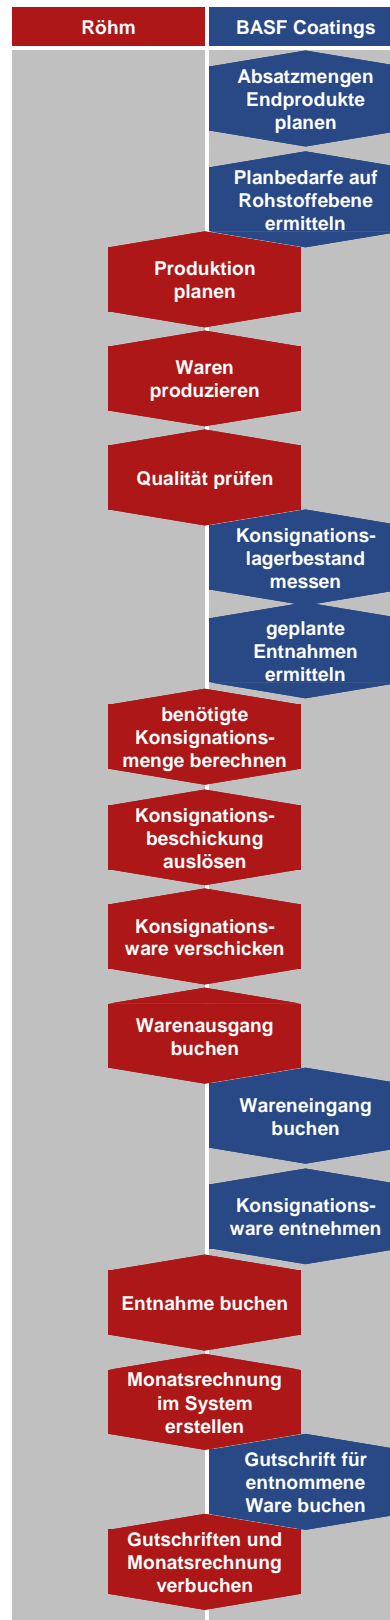 Röhm
BASF Coatings
Absatzmengen
Endprodukte
planen
Planbedarfe auf
Rohstoffebene
ermitteln
Produktion
planen
Waren
produzieren
Qualität prüfen
Konsignations-
lagerbestand
messen
geplante
Entnahmen
ermitteln
benötigte
Konsignations-
menge berechnen
Konsignations-
beschickung
auslösen
Konsignations-
ware verschicken
Warenausgang
buchen
Wareneingang
buchen
Konsignations-
ware entnehmen
Entnahme buchen
Monatsrechnung
im System
erstellen
Gutschrift für
entnommene
Ware buchen
Gutschriften und
Monatsrechnung
verbuchen